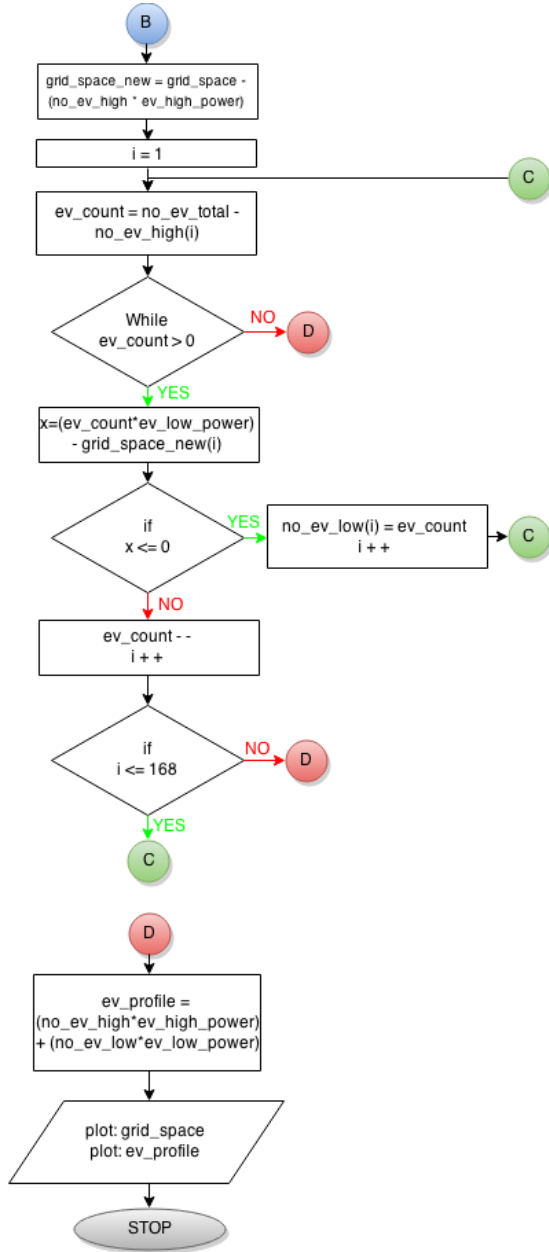 B
grid_space_new = grid_space -
(no_ev_high * ev_high_power)
i = 1
C
ev_count = no_ev_total -
no_ev_high(i)
While
ev_count > 0
NO
D
YES
x=(ev_count*ev_low_power)
- grid_space_new(i)
if
x <= 0
YES
no_ev_low(i) = ev_count
i + +
C
NO
ev_count - -
i + +
if
i <= 168
NO
D
YES
C
D
ev_profile =
(no_ev_high*ev_high_power)
+ (no_ev_low*ev_low_power)
plot: grid_space
plot: ev_profile
STOP